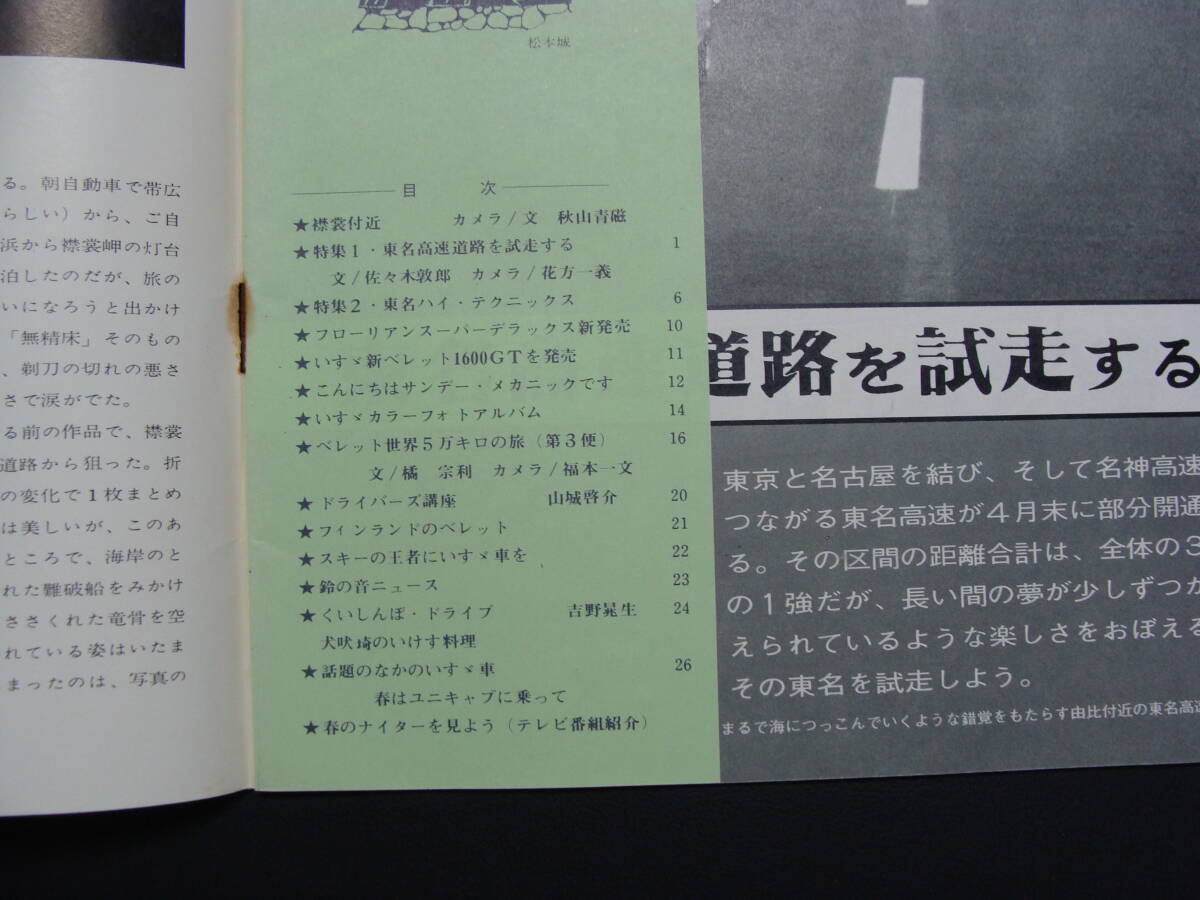 る。朝自動車で帯広
らしい）から、ご自
浜から襟裳岬の灯台
泊したのだが、旅の
いになろうと出かけ
「無精床」そのもの
、剃刀の切れの悪さ
さで涙がでた。
る前の作品で、襟裳
道路から狙った。折
の変化で１枚まとめ
は美しいが、このあ
ところで、海岸のと
れた難破船をみかけ
ささくれた竜骨を空
れている姿はいたま
まったのは、写真の
松本城
目　次
★襟裳付近　カメラ/文　秋山青磁
★特集１・東名高速道路を試走する　1
文/佐々木敦郎　カメラ/花方一義
★特集２・東名ハイ・テクニックス　6
★フローリアンスーパーデラックス新発売　10
★いすゞ新ベレット1600GTを発売　11
★こんにちはサンデー・メカニックです　12
★いすゞカラーフォトアルバム　14
★ベレット世界５万キロの旅（第３便）　16
文/橘　宗利　カメラ/福本一文
★ドライバーズ講座　山城啓介　20
★フィンランドのベレット　21
★スキーの王者にいすゞ車を　22
★鈴の音ニュース　23
★くいしんぼ・ドライブ　吉野晃生　24
犬吠琦のいけす料理
★話題のなかのいすゞ車　26
春はユニキャブに乗って
★春のナイターを見よう（テレビ番組紹介）
道路を試走する
東京と名古屋を結び、そして名神高速
つながる東名高速が４月末に部分開通
る。その区間の距離合計は、全体の３
の１強だが、長い間の夢が少しずつか
えられているような楽しさをおぼえる
その東名を試走しよう。
まるで海につっこんでいくような錯覚をもたらす由比付近の東名高速